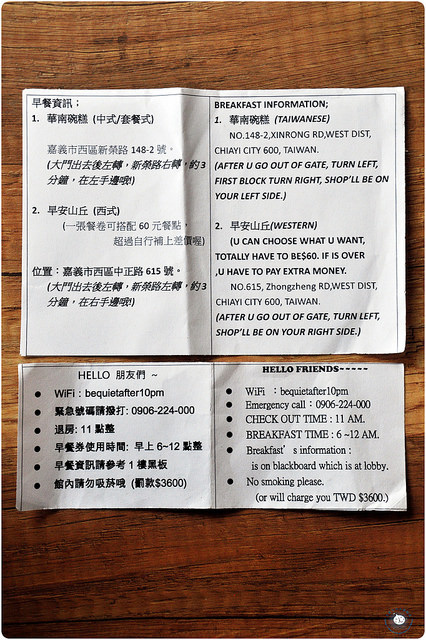 早餐資訊；
1. 華南碗糕 (中式/套餐式)
嘉義市西區新榮路 148-2 號。
(大門出去後左轉，新榮路右轉，約3
分鐘，在左手邊哦!)
2. 早安山丘 (西式)
(一張餐卷可搭配 60 元餐點，
超過自行補上差價喔)
位置：嘉義市西區中正路 615 號。
(大門出去後左轉，新榮路左轉，約3
分鐘，在右手邊哦!)
BREAKFAST INFORMATION;
1. 華南碗糕 (TAIWANESE)
NO.148-2,XINRONG RD,WEST DIST,
CHIAYI CITY 600, TAIWAN.
(AFTER U GO OUT OF GATE, TURN LEFT,
FIRST BLOCK TURN RIGHT, SHOP'LL BE ON
YOUR LEFT SIDE.)
2. 早安山丘(WESTERN)
(U CAN CHOOSE WHAT U WANT,
TOTALLY HAVE TO BE$60. IF IS OVER
,U HAVE TO PAY EXTRA MONEY.
NO.615, Zhongzheng RD,WEST DIST,
CHIAYI CITY 600, TAIWAN.
(AFTER U GO OUT OF GATE, TURN LEFT,
SHOP'LL BE ON YOUR RIGHT SIDE.)
HELLO 朋友們 ~
● WiFi：bequietafter10pm
● 緊急號碼請撥打: 0906-224-000
● 退房: 11 點整
● 早餐券使用時間: 早上 6~12 點整
● 早餐資訊請參考 1 樓黑板
● 館內請勿吸菸哦 (罰款$3600)
HELLO FRIENDS-----
● WiFi ：bequietafter10pm
● Emergency call：0906-224-000
● CHECK OUT TIME : 11 AM.
● BREAKFAST TIME : 6 ~12 AM.
● Breakfast's information :
is on blackboard which is at lobby.
● No smoking please.
(or will charge you TWD $3600.)